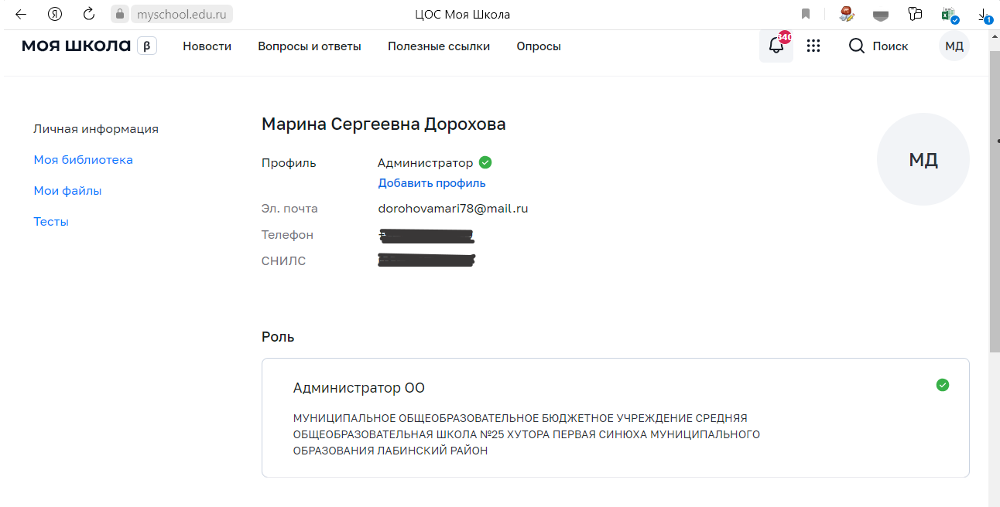 myschool.edu.ru
ЦОС Моя Школа
1
МОЯ ШКОЛА β
Новости
Вопросы и ответы
Полезные ссылки
Опросы
340
Поиск
МД
Личная информация
Моя библиотека
Мои файлы
Тесты
Марина Сергеевна Дорохова
МД
Профиль Администратор
Добавить профиль
Эл. почта dorohovamari78@mail.ru
Телефон
СНИЛС
Роль
Администратор ОО
МУНИЦИПАЛЬНОЕ ОБЩЕОБРАЗОВАТЕЛЬНОЕ БЮДЖЕТНОЕ УЧРЕЖДЕНИЕ СРЕДНЯЯ
ОБЩЕОБРАЗОВАТЕЛЬНАЯ ШКОЛА №25 ХУТОРА ПЕРВАЯ СИНЮХА МУНИЦИПАЛЬНОГО
ОБРАЗОВАНИЯ ЛАБИНСКИЙ РАЙОН